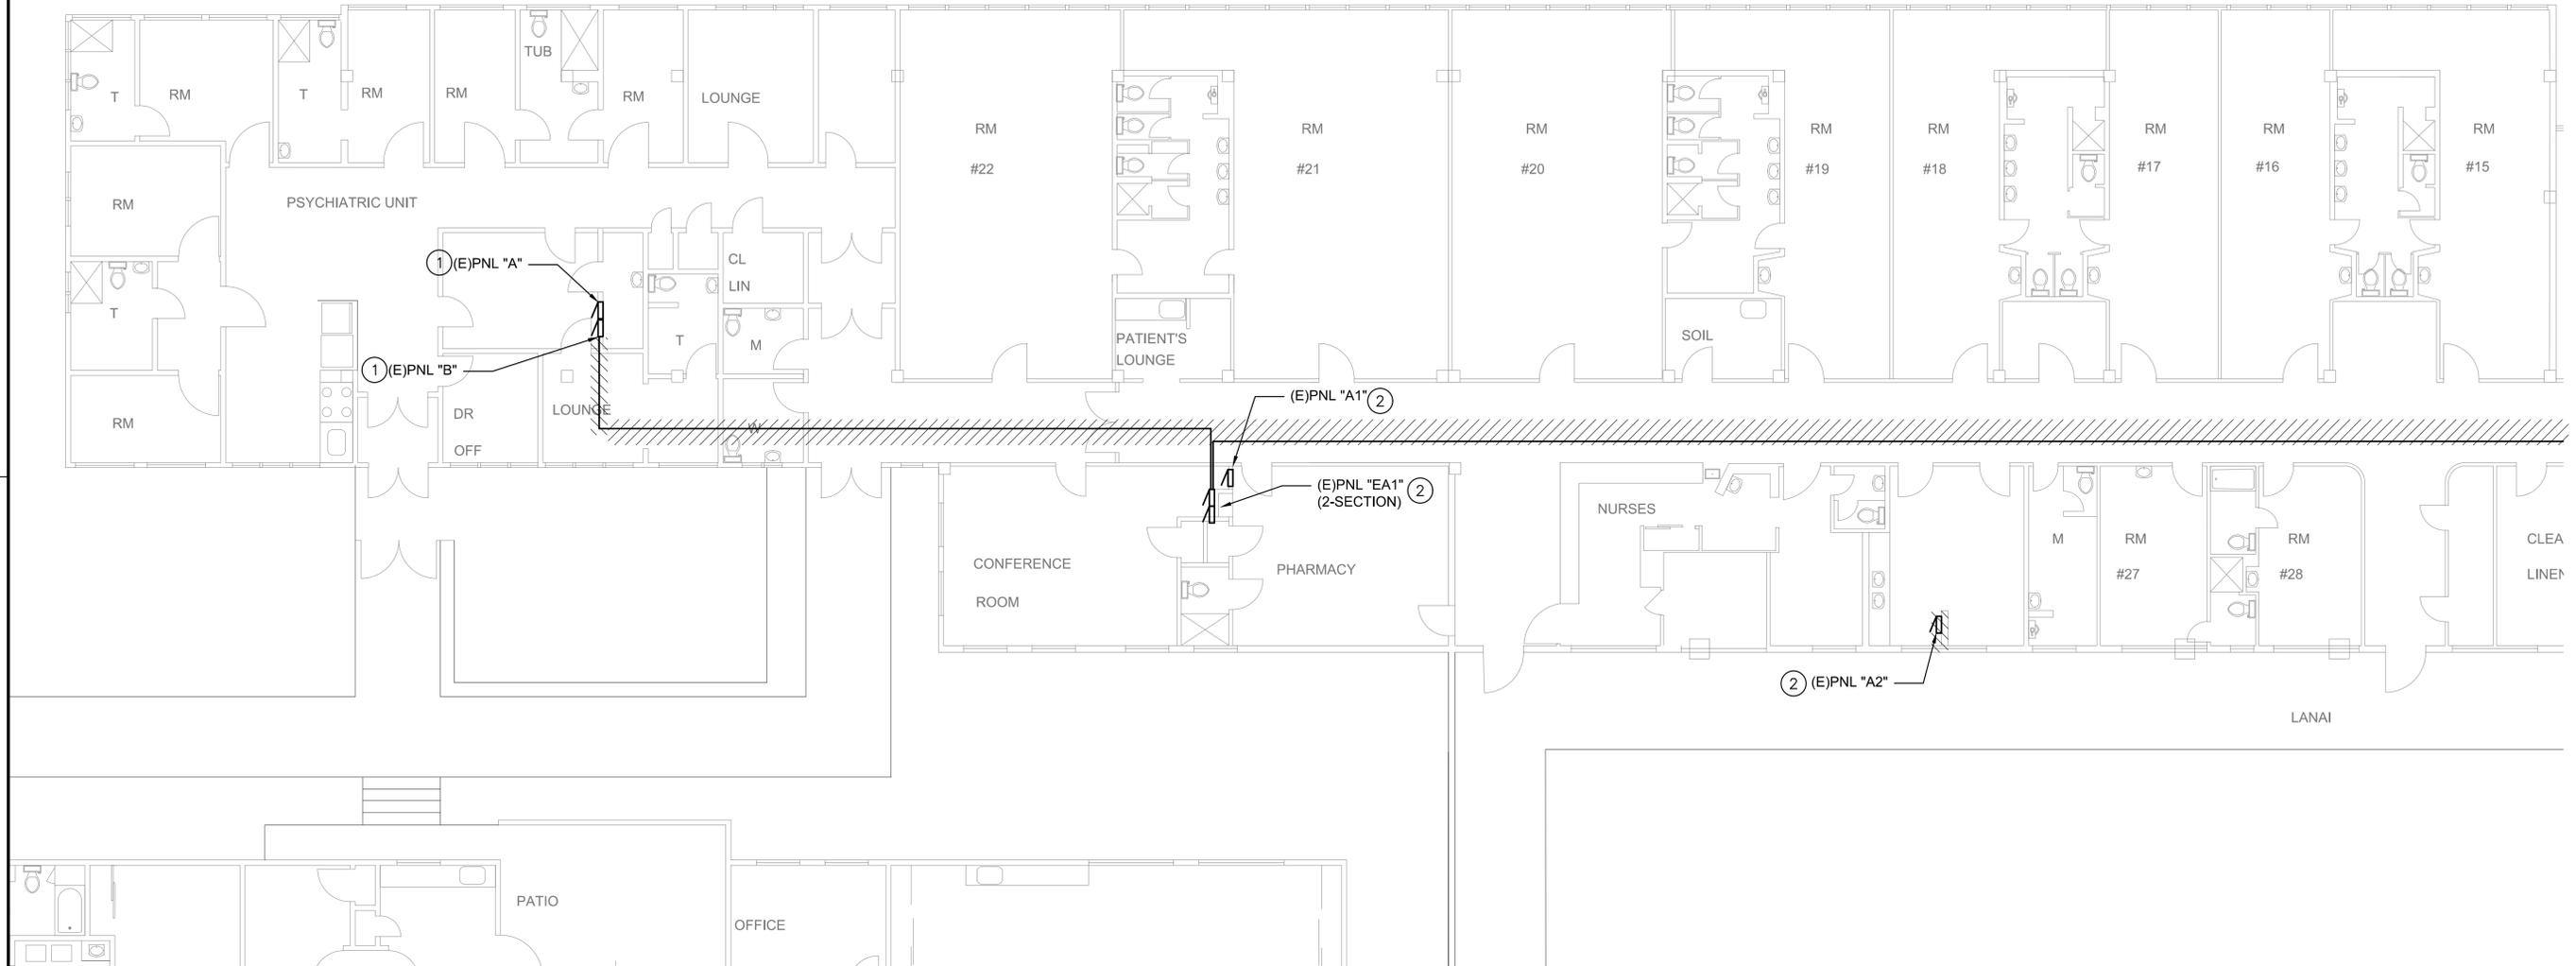 TUB
T
RM
T
RM
RM
RM
LOUNGE
RM
#22
RM
#21
RM
#20
RM
#19
RM
#18
RM
#17
RM
#16
RM
#15
RM
PSYCHIATRIC UNIT
1 (E)PNL "A"
CL
LIN
T
T
M
PATIENT'S
LOUNGE
SOIL
1 (E)PNL "B"
RM
DR
OFF
LOUNGE
W
(E)PNL "A1" 2
(E)PNL "EA1" 2
(2-SECTION)
CONFERENCE
ROOM
PHARMACY
NURSES
M
RM
#27
RM
#28
CLEA
LINEN
2 (E)PNL "A2"
LANAI
PATIO
OFFICE